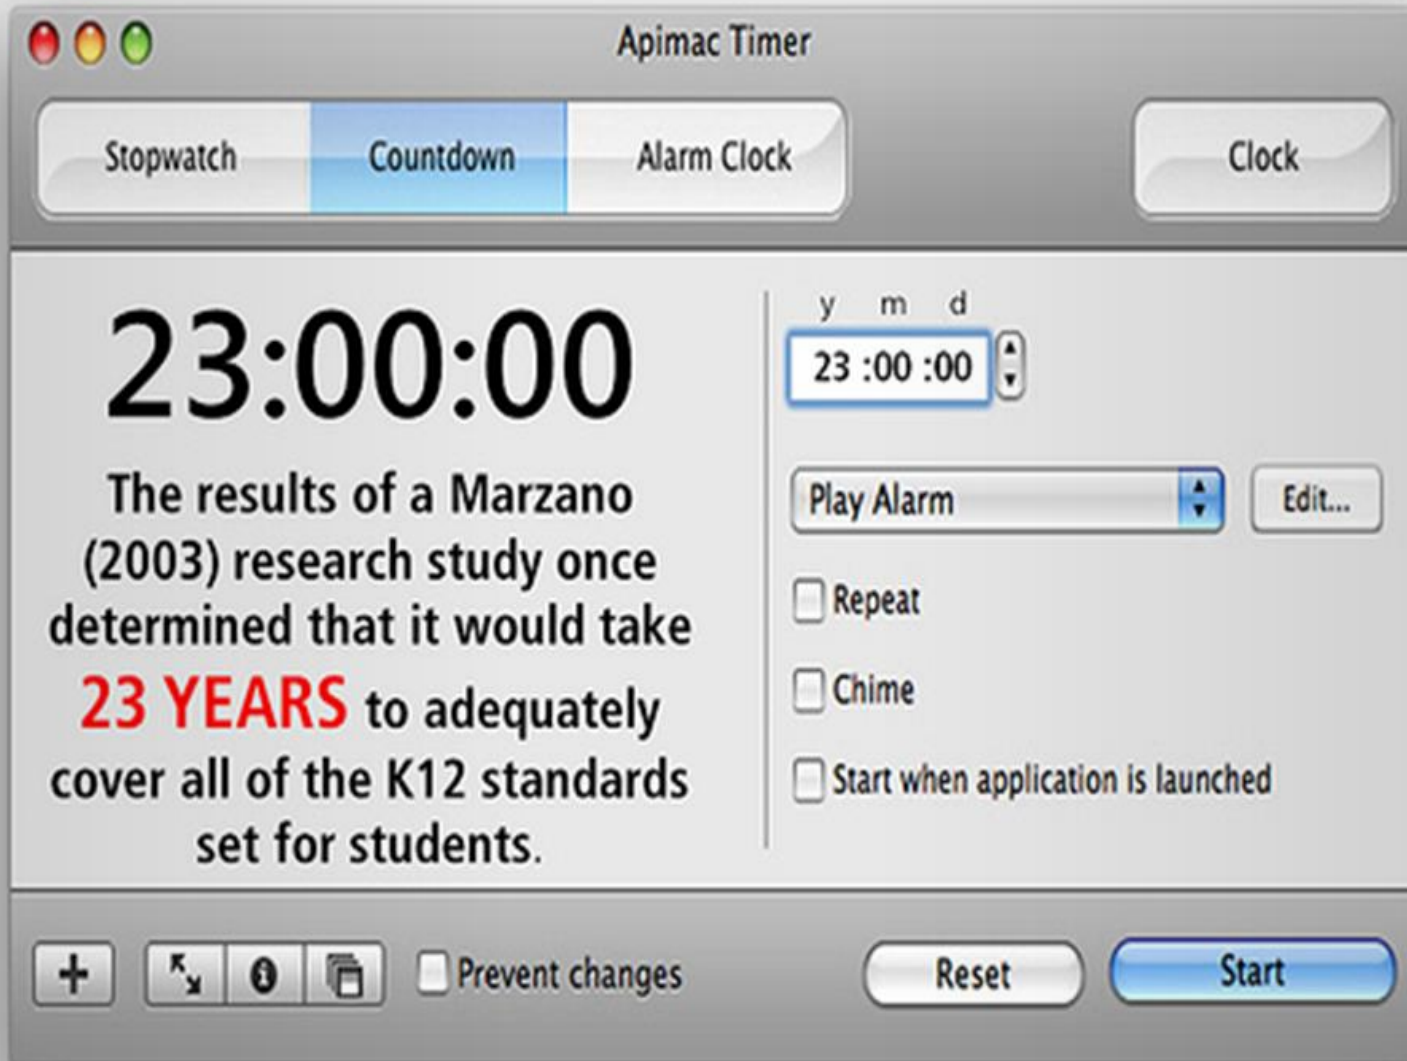 Apimac Timer
Stopwatch Countdown Alarm Clock Clock
23:00:00
The results of a Marzano
(2003) research study once
determined that it would take
23 YEARS to adequately
cover all of the K12 standards
set for students.
y m d
23 :00 :00
Play Alarm Edit...
Repeat
Chime
Start when application is launched
Prevent changes Reset Start